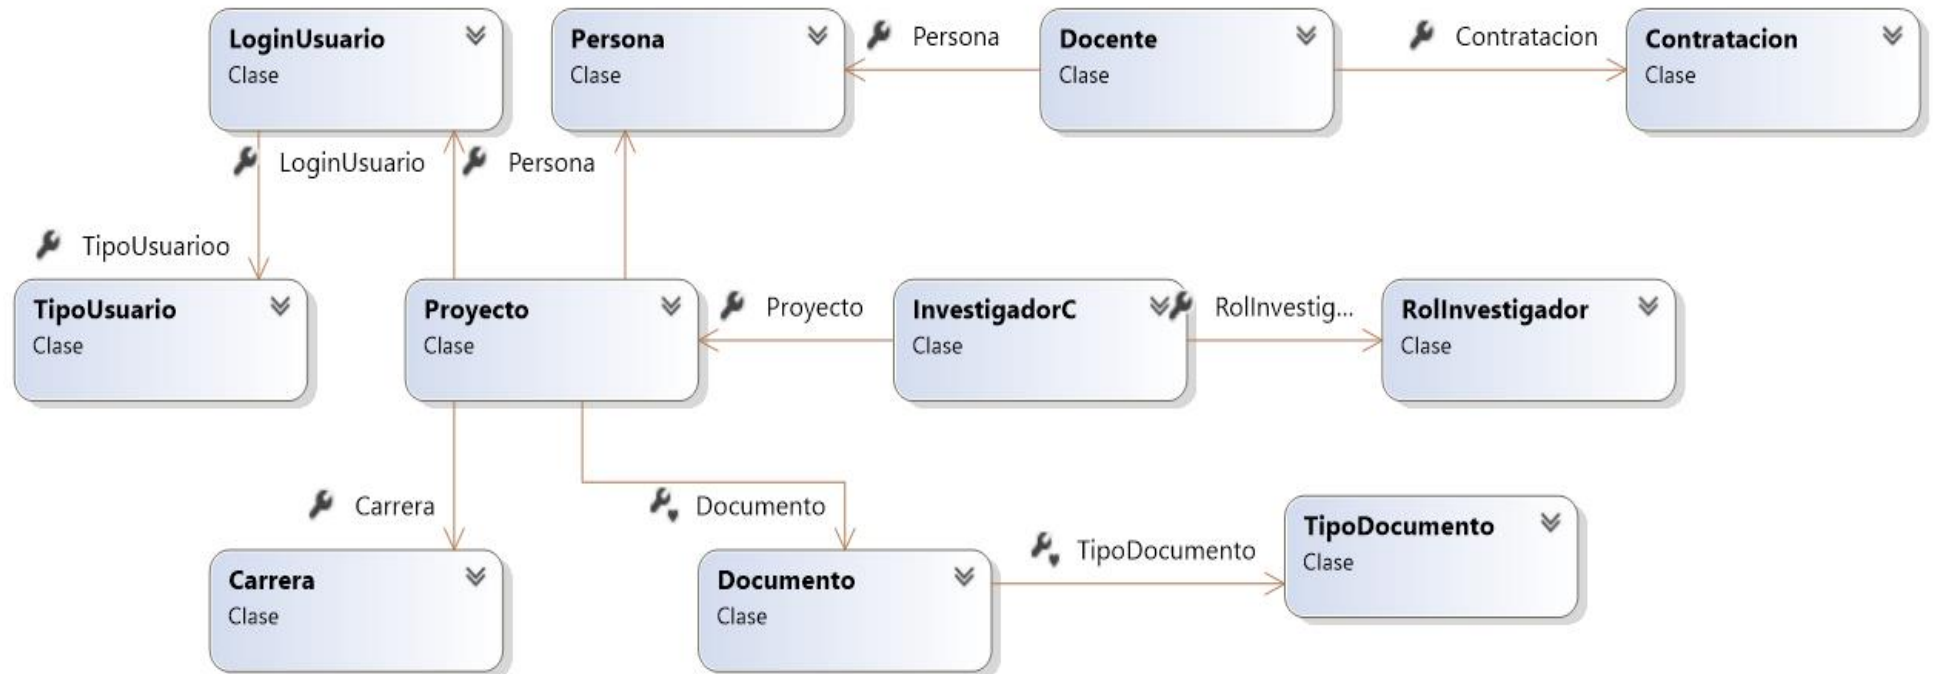 LoginUsuario
Clase
Persona
Clase
Persona
Docente
Clase
Contratacion
Contratacion
Clase
LoginUsuario
Persona
TipoUsuarioo
TipoUsuario
Clase
Proyecto
Clase
Proyecto
InvestigadorC
Clase
RolInvestig...
RolInvestigador
Clase
Carrera
Documento
Carrera
Clase
Documento
Clase
TipoDocumento
TipoDocumento
Clase